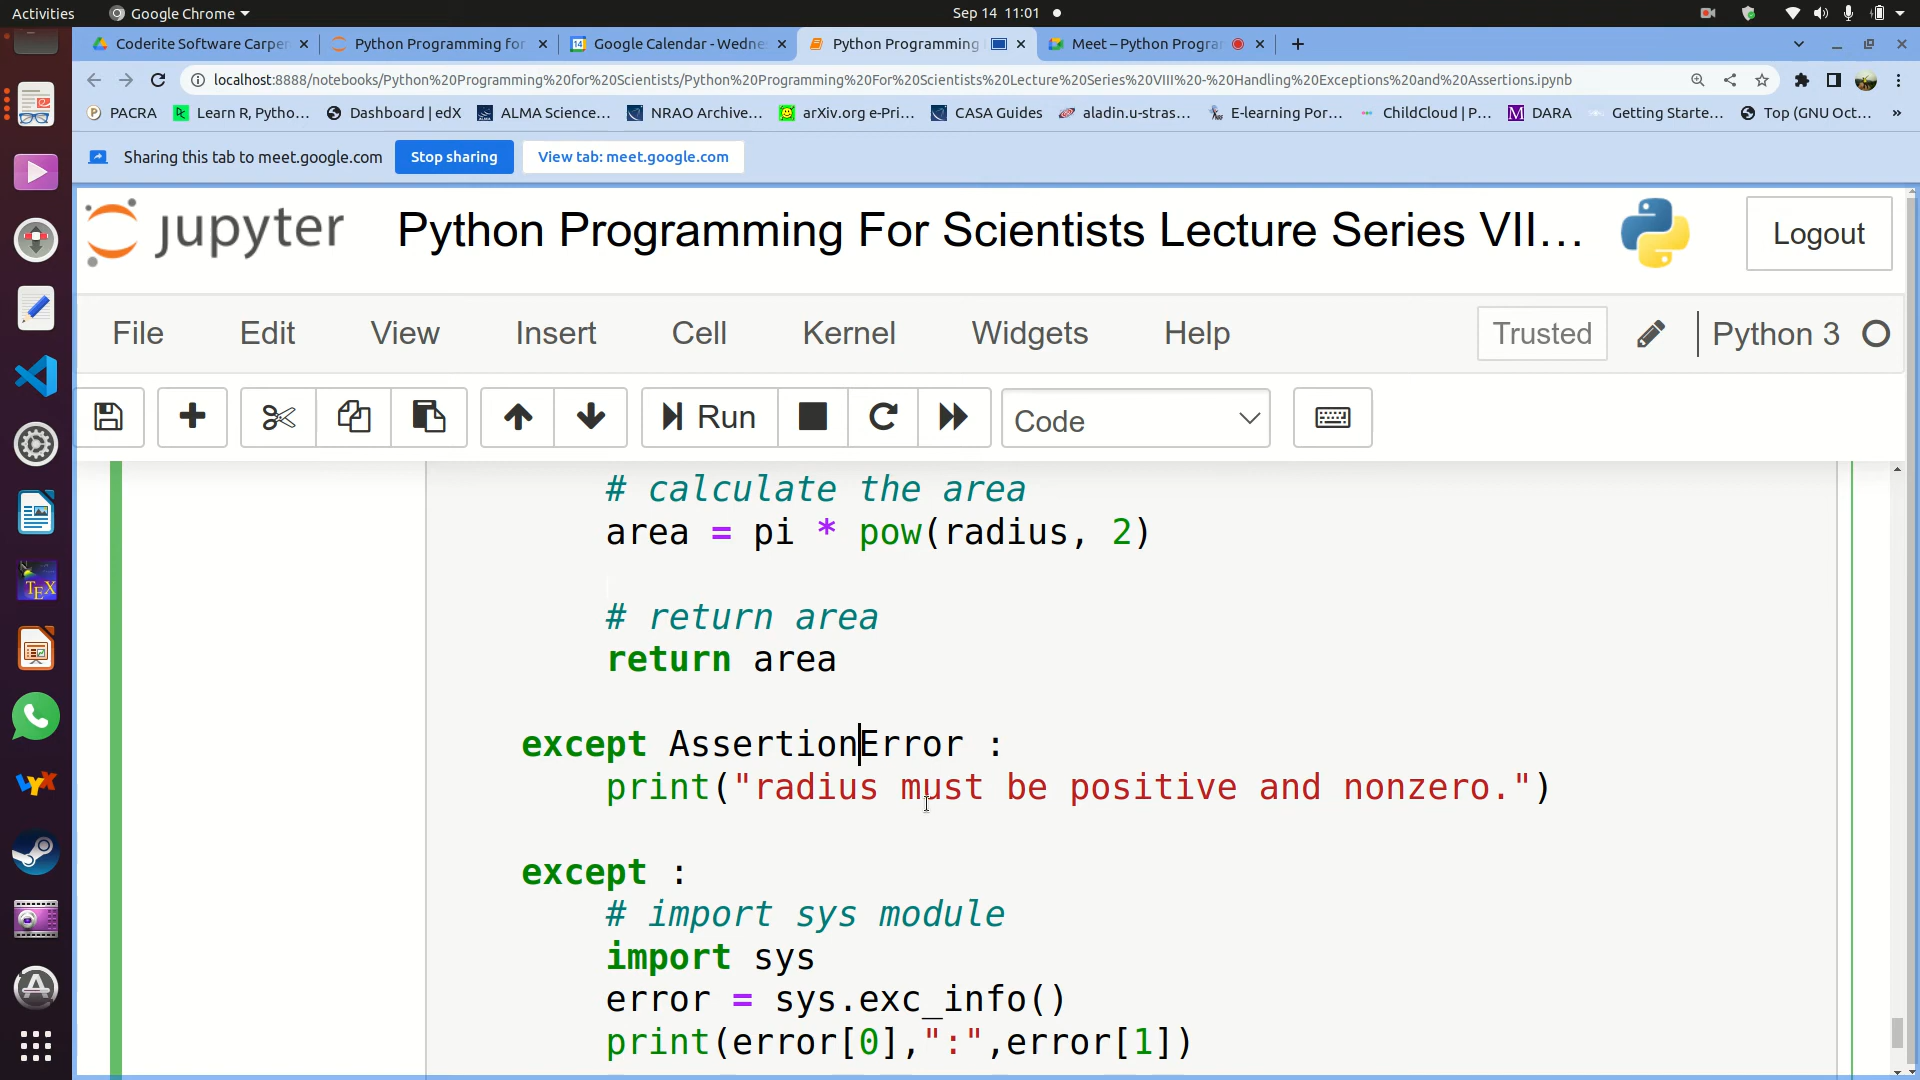 Activities Google Chrome Sep 14 11:01
Coderite Software Carpen Python Programming for Google Calendar - Wedne Python Programming Meet – Python Progra
localhost:8888/notebooks/Python%20Programming%20for%20Scientists/Python%20Programming%20For%20Scientists%20Lecture%20Series%20VIII%20-%20Handling%20Exceptions%20and%20Assertions.ipynb
PACRA Learn R, Pytho... Dashboard | edX ALMA Science... NRAO Archive... arXiv.org e-Pri... CASA Guides aladin.u-stras... E-learning Por... ChildCloud | P... DARA Getting Starte... Top (GNU Oct... »
Sharing this tab to meet.google.com Stop sharing View tab: meet.google.com
jupyter Python Programming For Scientists Lecture Series VII... Logout
File Edit View Insert Cell Kernel Widgets Help Trusted Python 3
Run Code
# calculate the area
area = pi * pow(radius, 2)
# return area
return area
except AssertionError :
print("radius must be positive and nonzero.")
except :
# import sys module
import sys
error = sys.exc_info()
print(error[0],":",error[1])